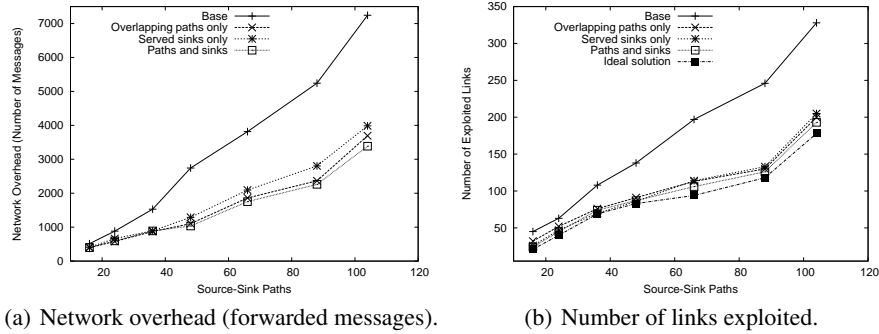 Network Overhead (Number of Messages)
7000
6000
5000
4000
3000
2000
1000
0
0 20 40 60 80 100 120
Source-Sink Paths
Base
Overlapping paths only
Served sinks only
Paths and sinks
(a) Network overhead (forwarded messages).
Number of Exploited Links
350
300
250
200
150
100
50
20 40 60 80 100 120
Source-Sink Paths
Base
Overlapping paths only
Served sinks only
Paths and sinks
Ideal solution
(b) Number of links exploited.